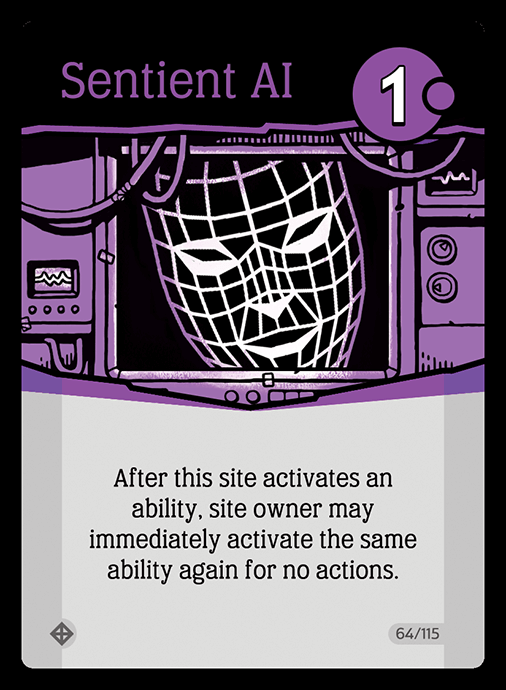 Sentient AI
1
After this site activates an
ability, site owner may
immediately activate the same
ability again for no actions.
64/115